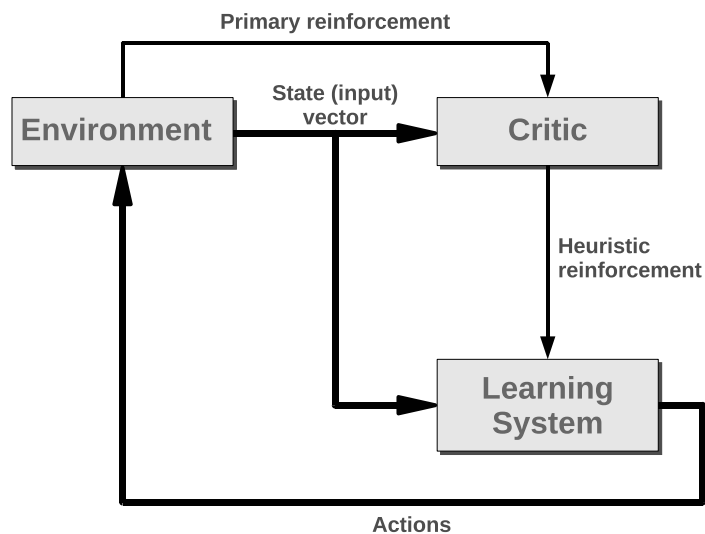 Primary reinforcement
State (input)
vector
Environment
Critic
Heuristic
reinforcement
Learning
System
Actions